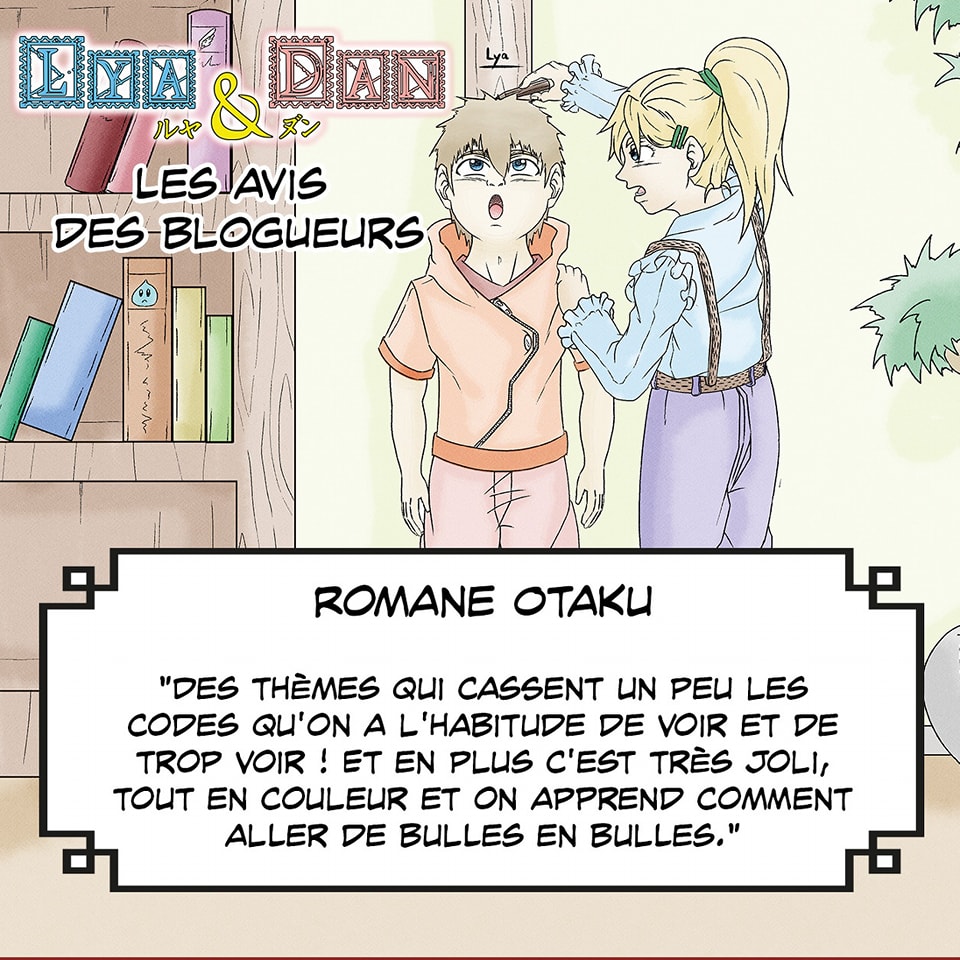 Lya
LYA & DAN
ルヤ ダン
LES AVIS
DES BLOGUEURS
ROMANE OTAKU
"DES THÈMES QUI CASSENT UN PEU LES
CODES QU'ON A L'HABITUDE DE VOIR ET DE
TROP VOIR ! ET EN PLUS C'EST TRÈS JOLI,
TOUT EN COULEUR ET ON APPREND COMMENT
ALLER DE BULLES EN BULLES."